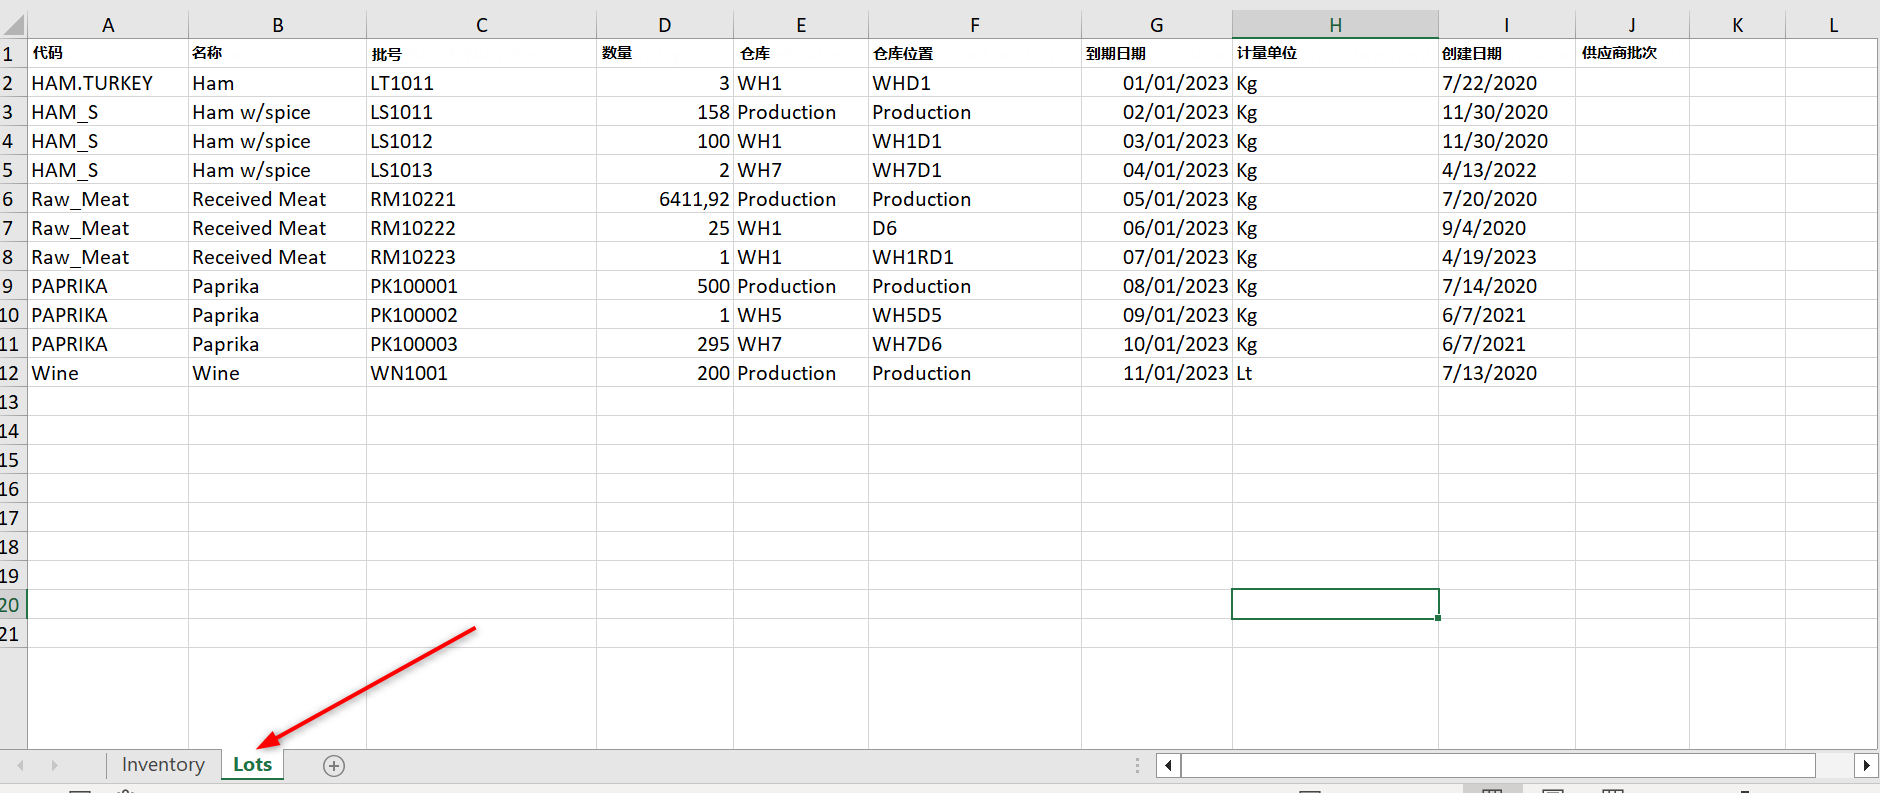 A B C D E F G H I J K L
1 代码 名称 批号 数量 仓库 仓库位置 到期日期 计量单位 创建日期 供应商批次
2 HAM.TURKEY Ham LT1011 3 WH1 WHD1 01/01/2023 Kg 7/22/2020
3 HAM_S Ham w/spice LS1011 158 Production Production 02/01/2023 Kg 11/30/2020
4 HAM_S Ham w/spice LS1012 100 WH1 WH1D1 03/01/2023 Kg 11/30/2020
5 HAM_S Ham w/spice LS1013 2 WH7 WH7D1 04/01/2023 Kg 4/13/2022
6 Raw_Meat Received Meat RM10221 6411,92 Production Production 05/01/2023 Kg 7/20/2020
7 Raw_Meat Received Meat RM10222 25 WH1 D6 06/01/2023 Kg 9/4/2020
8 Raw_Meat Received Meat RM10223 1 WH1 WH1RD1 07/01/2023 Kg 4/19/2023
9 PAPRIKA Paprika PK100001 500 Production Production 08/01/2023 Kg 7/14/2020
10 PAPRIKA Paprika PK100002 1 WH5 WH5D5 09/01/2023 Kg 6/7/2021
11 PAPRIKA Paprika PK100003 295 WH7 WH7D6 10/01/2023 Kg 6/7/2021
12 Wine Wine WN1001 200 Production Production 11/01/2023 Lt 7/13/2020
13
14
15
16
17
18
19
20
21
Inventory Lots